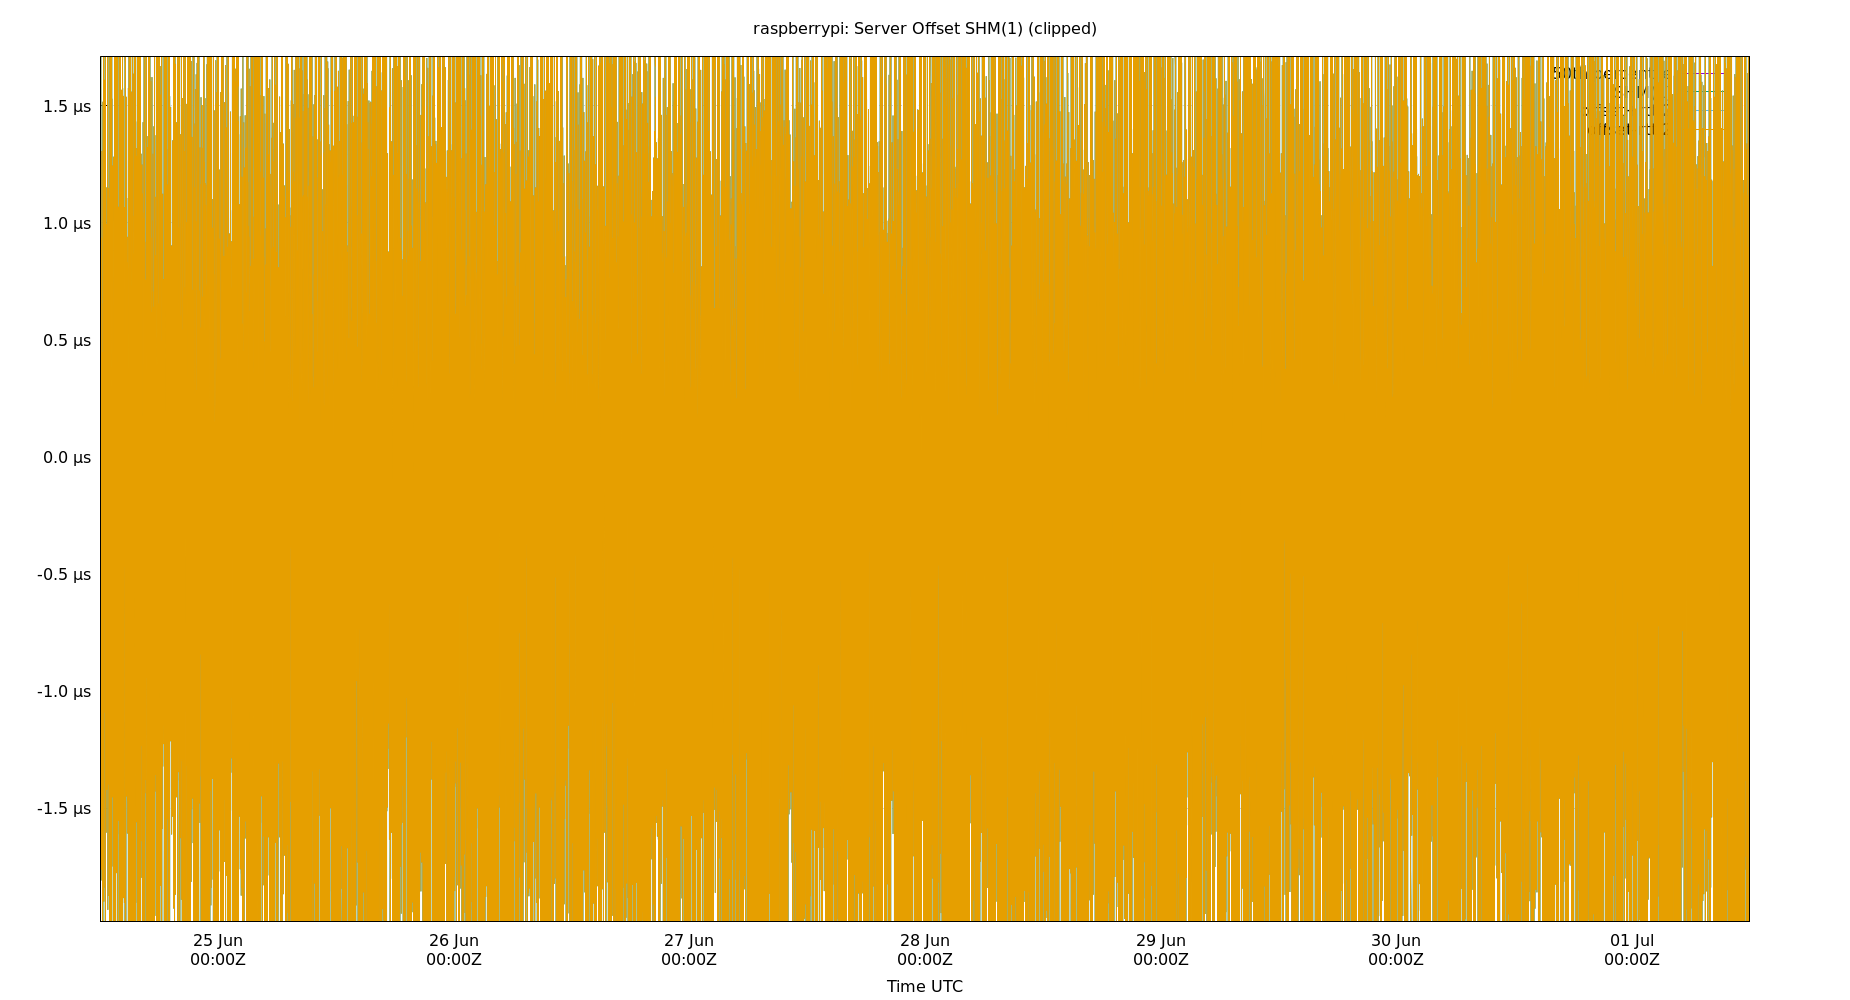 raspberrypi: Server Offset SHM(1) (clipped)
1.5 µs
1.0 µs
0.5 µs
0.0 µs
-0.5 µs
-1.0 µs
-1.5 µs
25 Jun
00:00Z
26 Jun
00:00Z
27 Jun
00:00Z
28 Jun
00:00Z
29 Jun
00:00Z
30 Jun
00:00Z
01 Jul
00:00Z
Time UTC